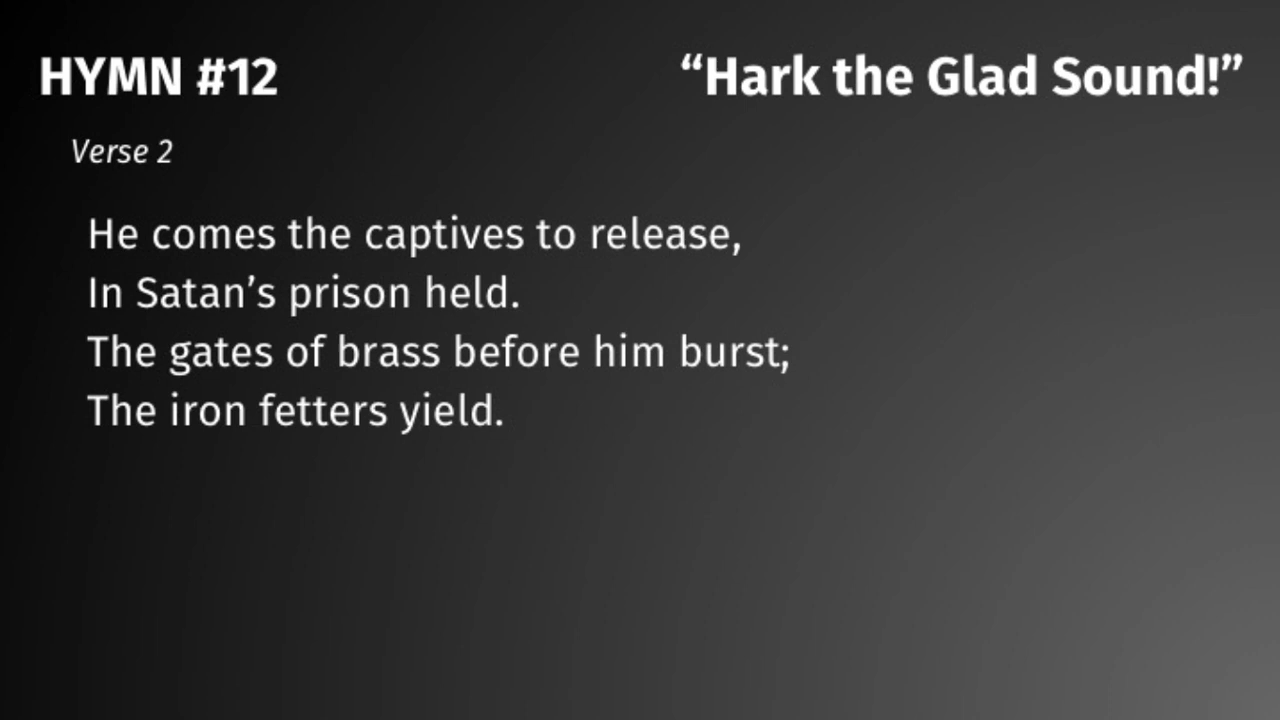 HYMN #12
“Hark the Glad Sound!”
Verse 2
He comes the captives to release,
In Satan’s prison held.
The gates of brass before him burst;
The iron fetters yield.